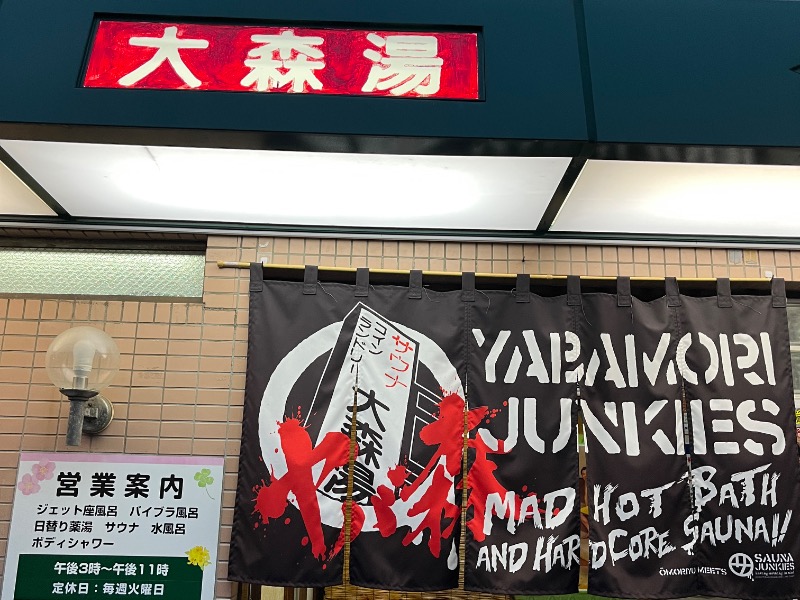 大森湯
サウナ
コイン
ランドリー
大森湯
ヤバ森
YABAMORI
JUNKIES
MAD HOT BATH
AND HARDCORE SAUNA!!
ŌMORIYU MEETS
SAUNA
JUNKIES
営業案内
ジェット座風呂 バイブラ風呂
日替り薬湯 サウナ 水風呂
ボディシャワー
午後3時〜午後11時
定休日:毎週火曜日